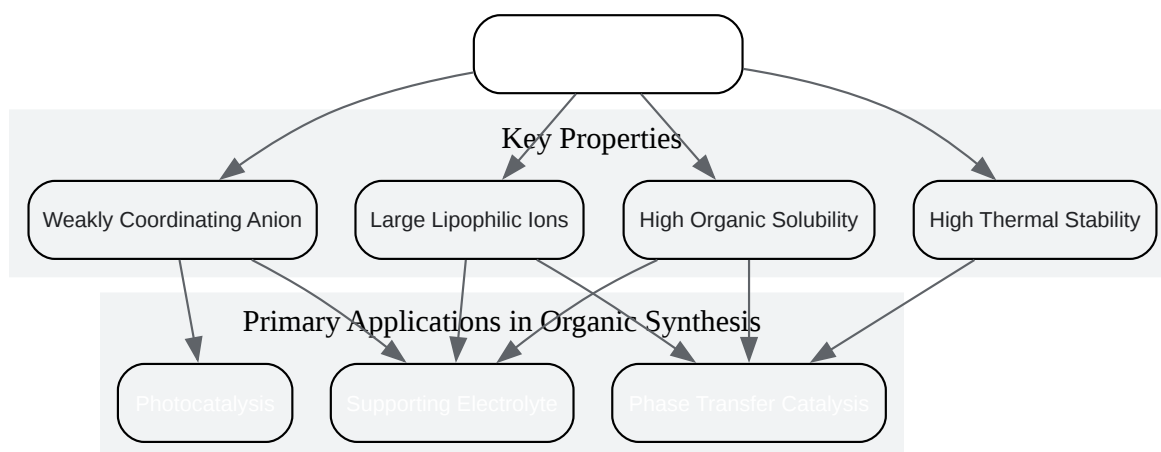 Key Properties
Weakly Coordinating Anion
Large Lipophilic Ions
High Organic Solubility
High Thermal Stability
Primary Applications in Organic Synthesis
Photocatalysis
Supporting Electrolyte
Phase Transfer Catalysis